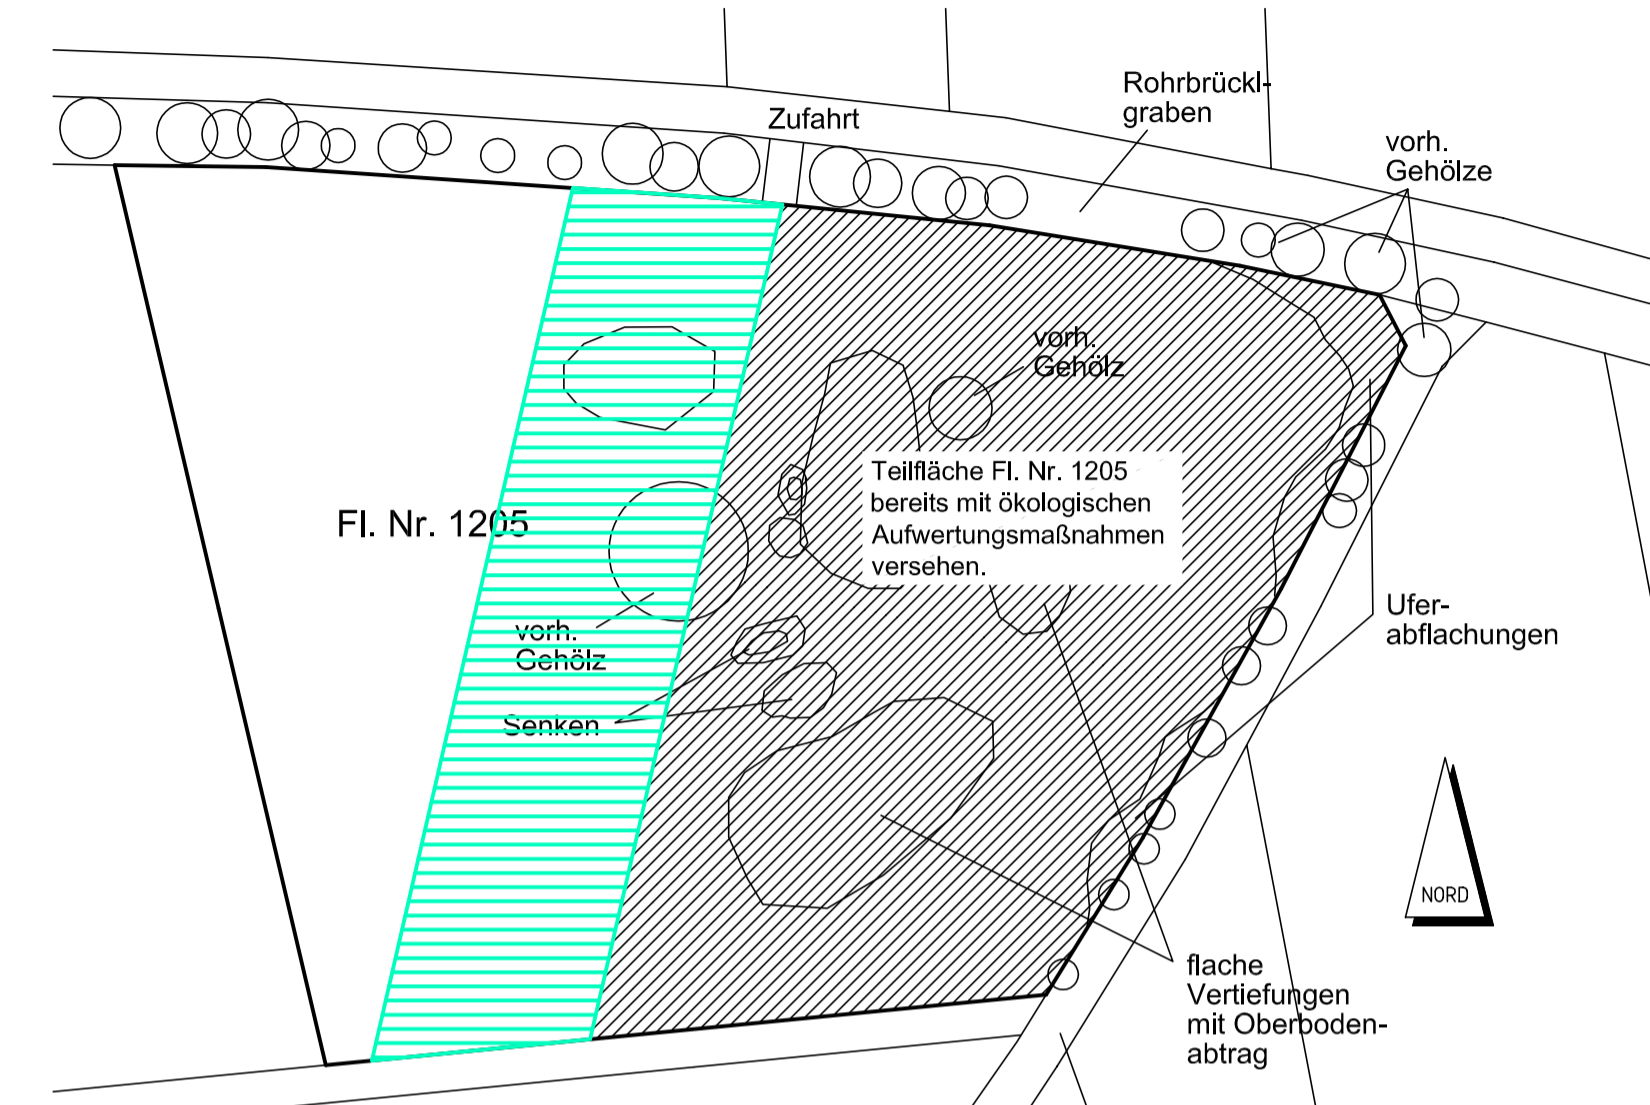 Zufahrt
Rohrbrückl-
graben
vorh.
Gehölze
vorh.
Gehölz
Teilfläche Fl. Nr. 1205
bereits mit ökologischen
Aufwertungsmaßnahmen
versehen.
Fl. Nr. 1205
vorh.
Gehölz
Senken
Ufer-
abflachungen
NORD
flache
Vertiefungen
mit Oberboden-
abtrag